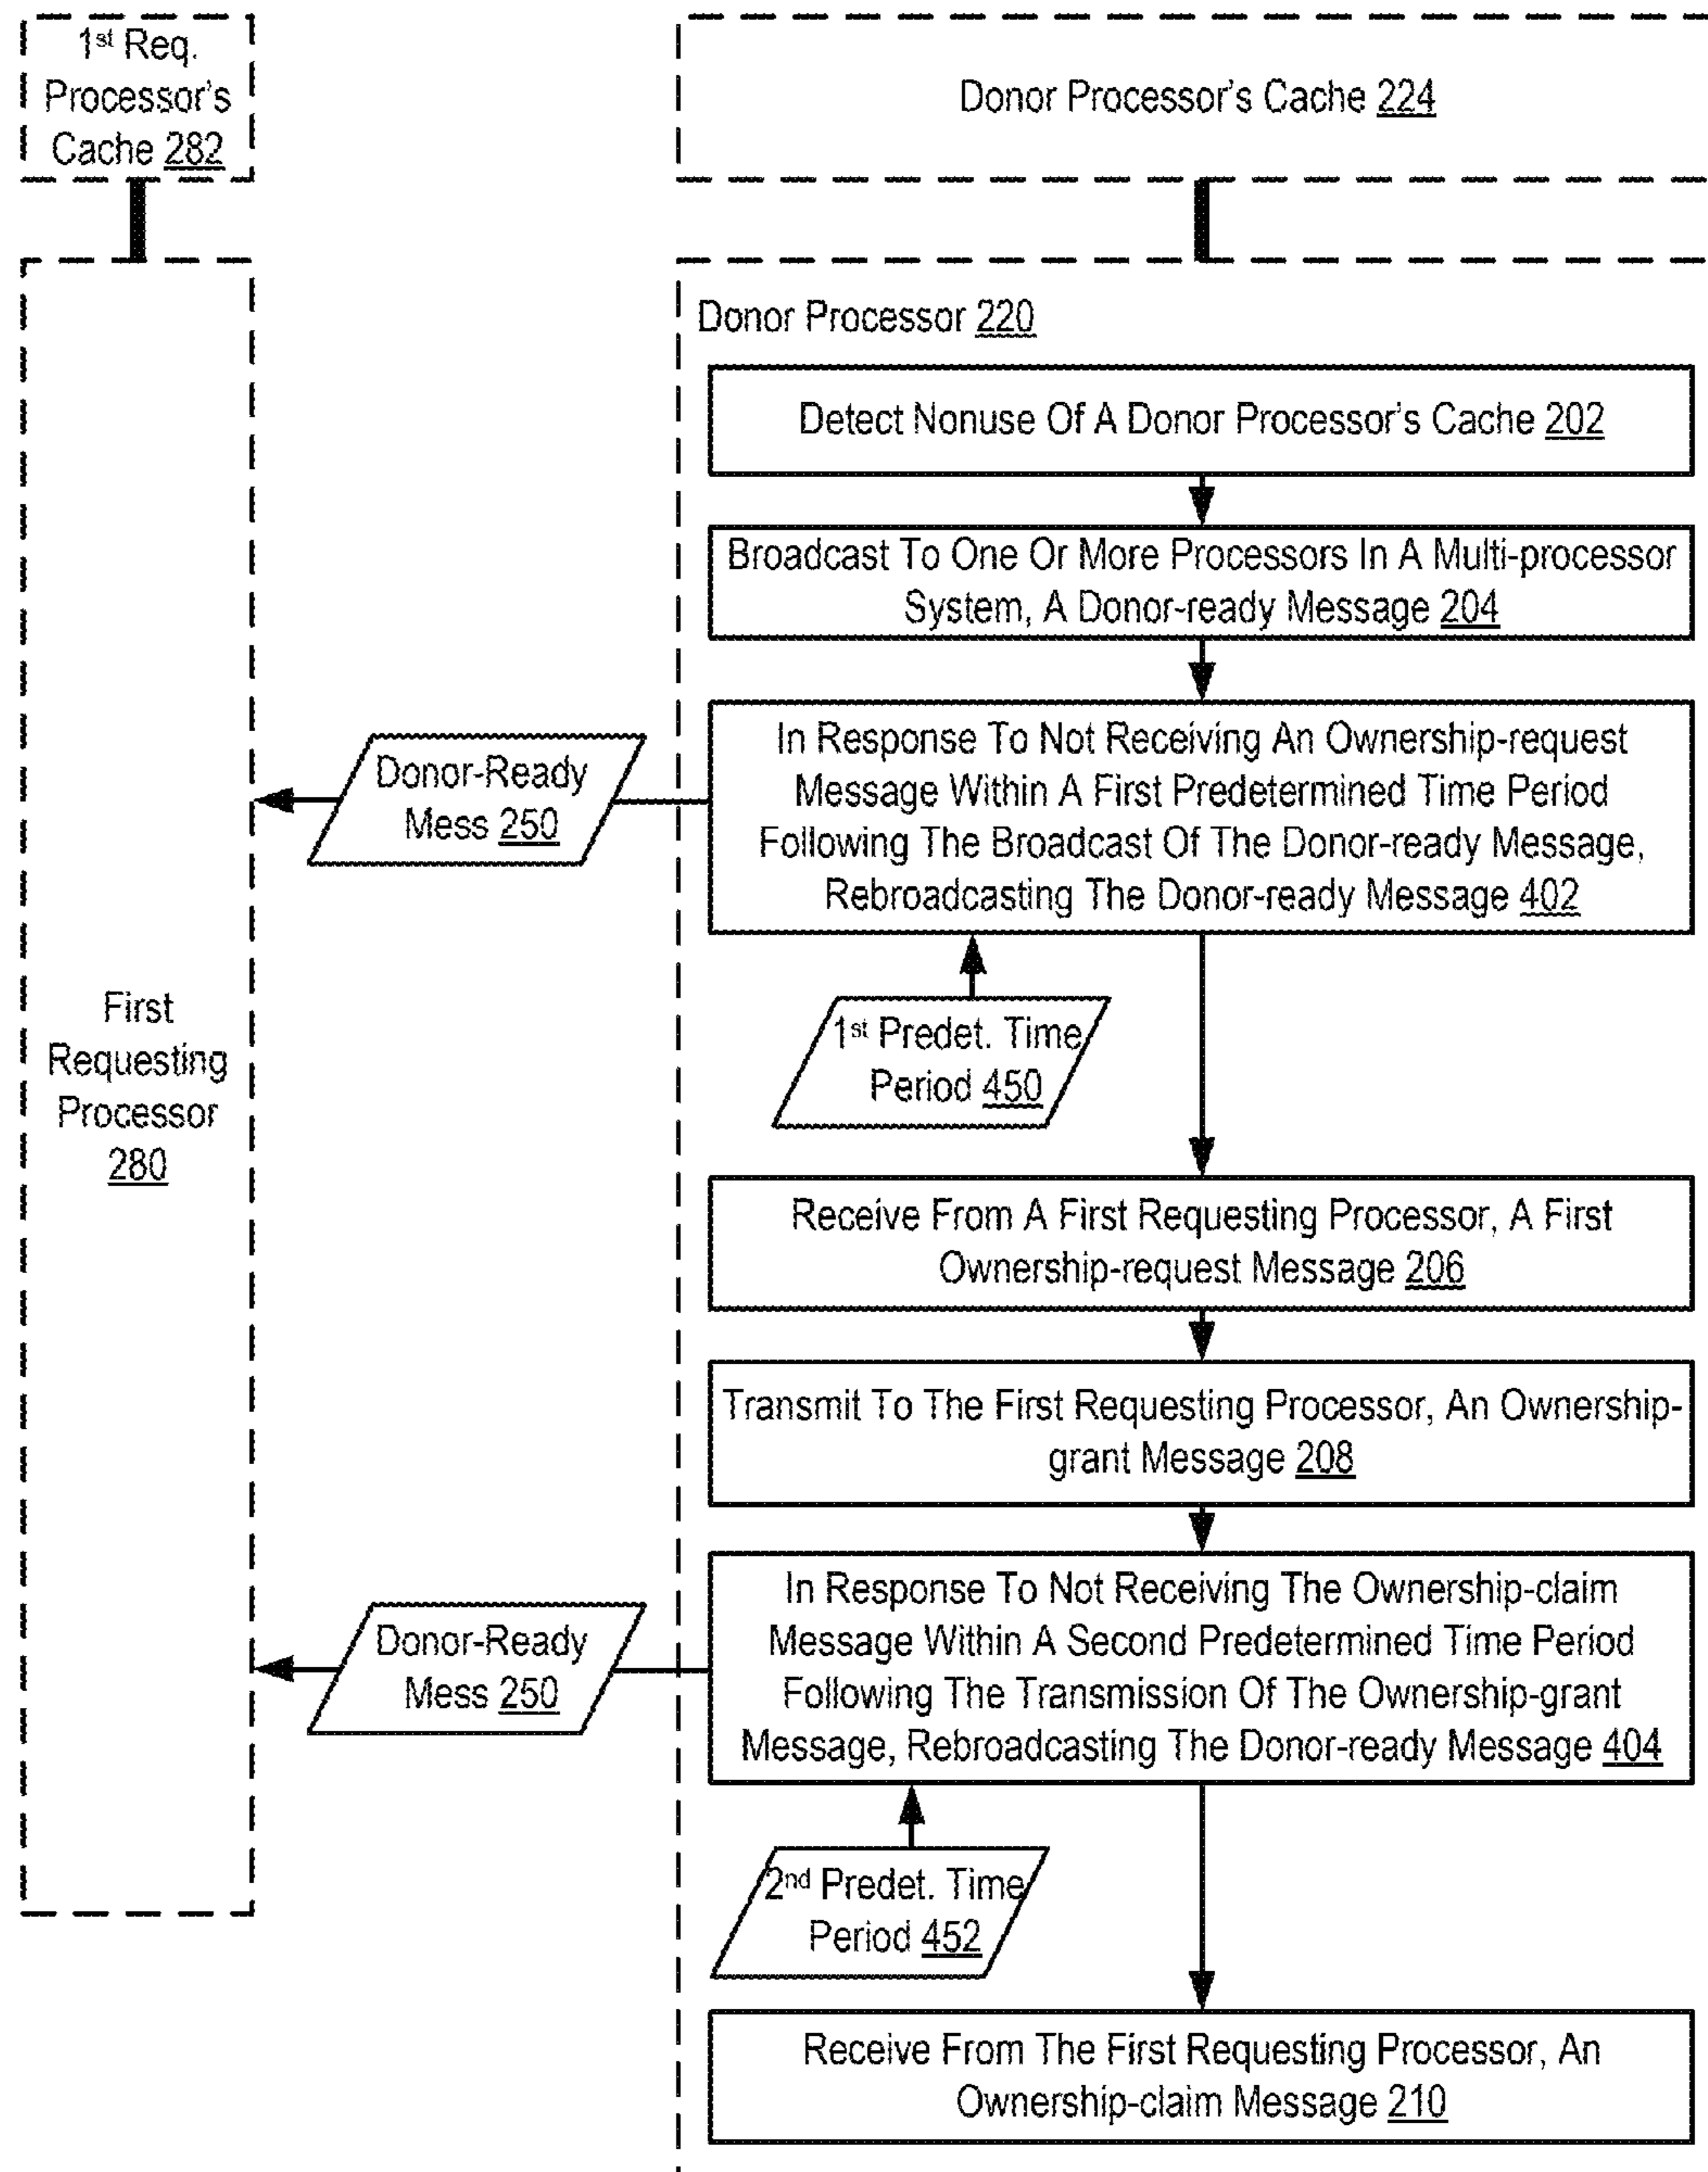 1st Req.
Processor's
Cache 282
Donor Processor's Cache 224
Donor Processor 220
Detect Nonuse Of A Donor Processor's Cache 202
Broadcast To One Or More Processors In A Multi-processor
System, A Donor-ready Message 204
In Response To Not Receiving An Ownership-request
Message Within A First Predetermined Time Period
Following The Broadcast Of The Donor-ready Message,
Rebroadcasting The Donor-ready Message 402
Donor-Ready
Mess 250
1st Predet. Time
Period 450
First
Requesting
Processor
280
Receive From A First Requesting Processor, A First
Ownership-request Message 206
Transmit To The First Requesting Processor, An Ownership-
grant Message 208
In Response To Not Receiving The Ownership-claim
Message Within A Second Predetermined Time Period
Following The Transmission Of The Ownership-grant
Message, Rebroadcasting The Donor-ready Message 404
Donor-Ready
Mess 250
2nd Predet. Time
Period 452
Receive From The First Requesting Processor, An
Ownership-claim Message 210